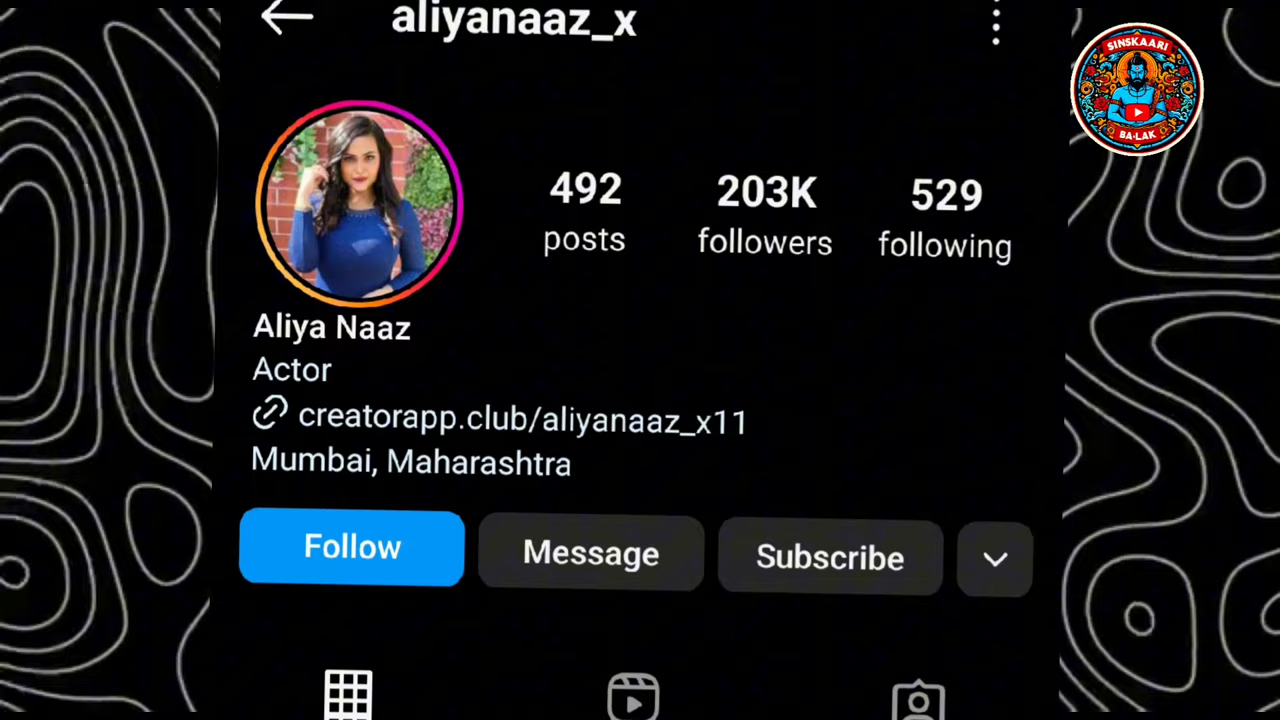 aliyanaaz_x
SINSKAARI
BA-LAK
492
posts
203K
followers
529
following
Aliya Naaz
Actor
creatorapp.club/aliyanaaz_x11
Mumbai, Maharashtra
Follow
Message
Subscribe